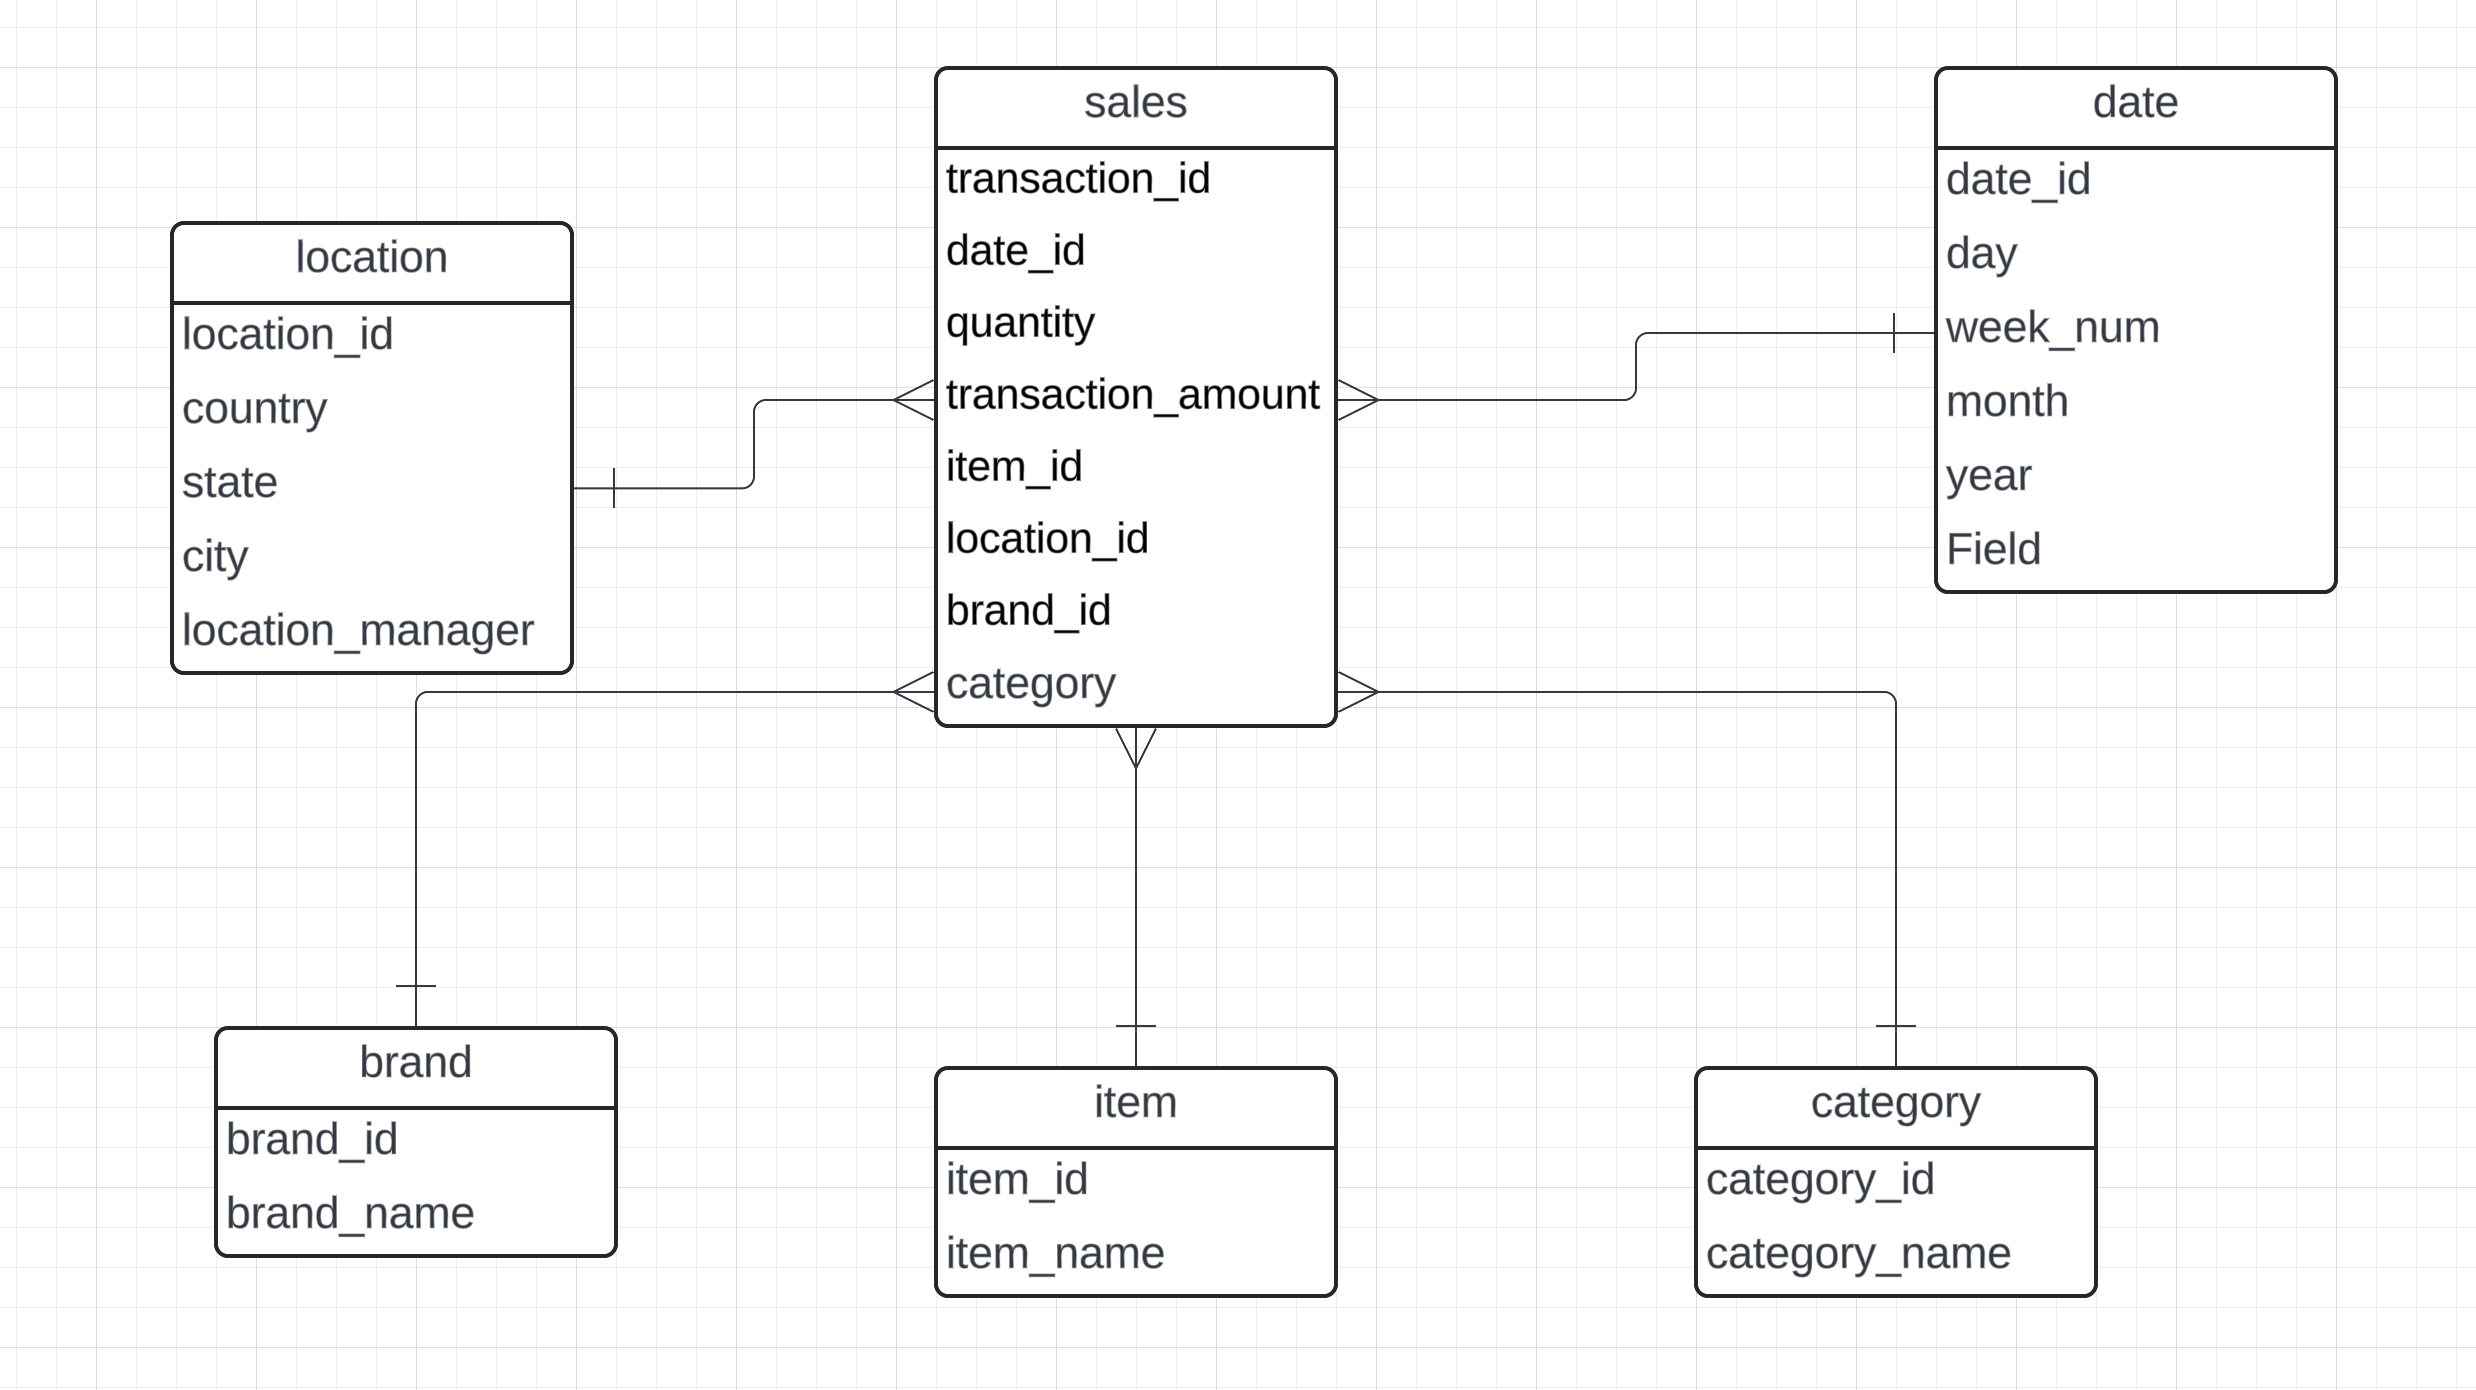 sales
transaction_id
date_id
quantity
transaction_amount
item_id
location_id
brand_id
category
date
date_id
day
week_num
month
year
Field
location
location_id
country
state
city
location_manager
brand
brand_id
brand_name
item
item_id
item_name
category
category_id
category_name